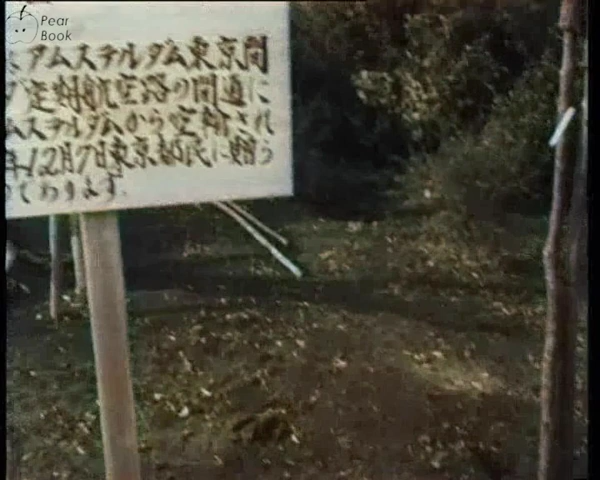 Pear
Book
アムステルダム東京間
定期航空路の開通に
ムステルダムから空輸され
年12月7日東京都民に贈ら
てあります。